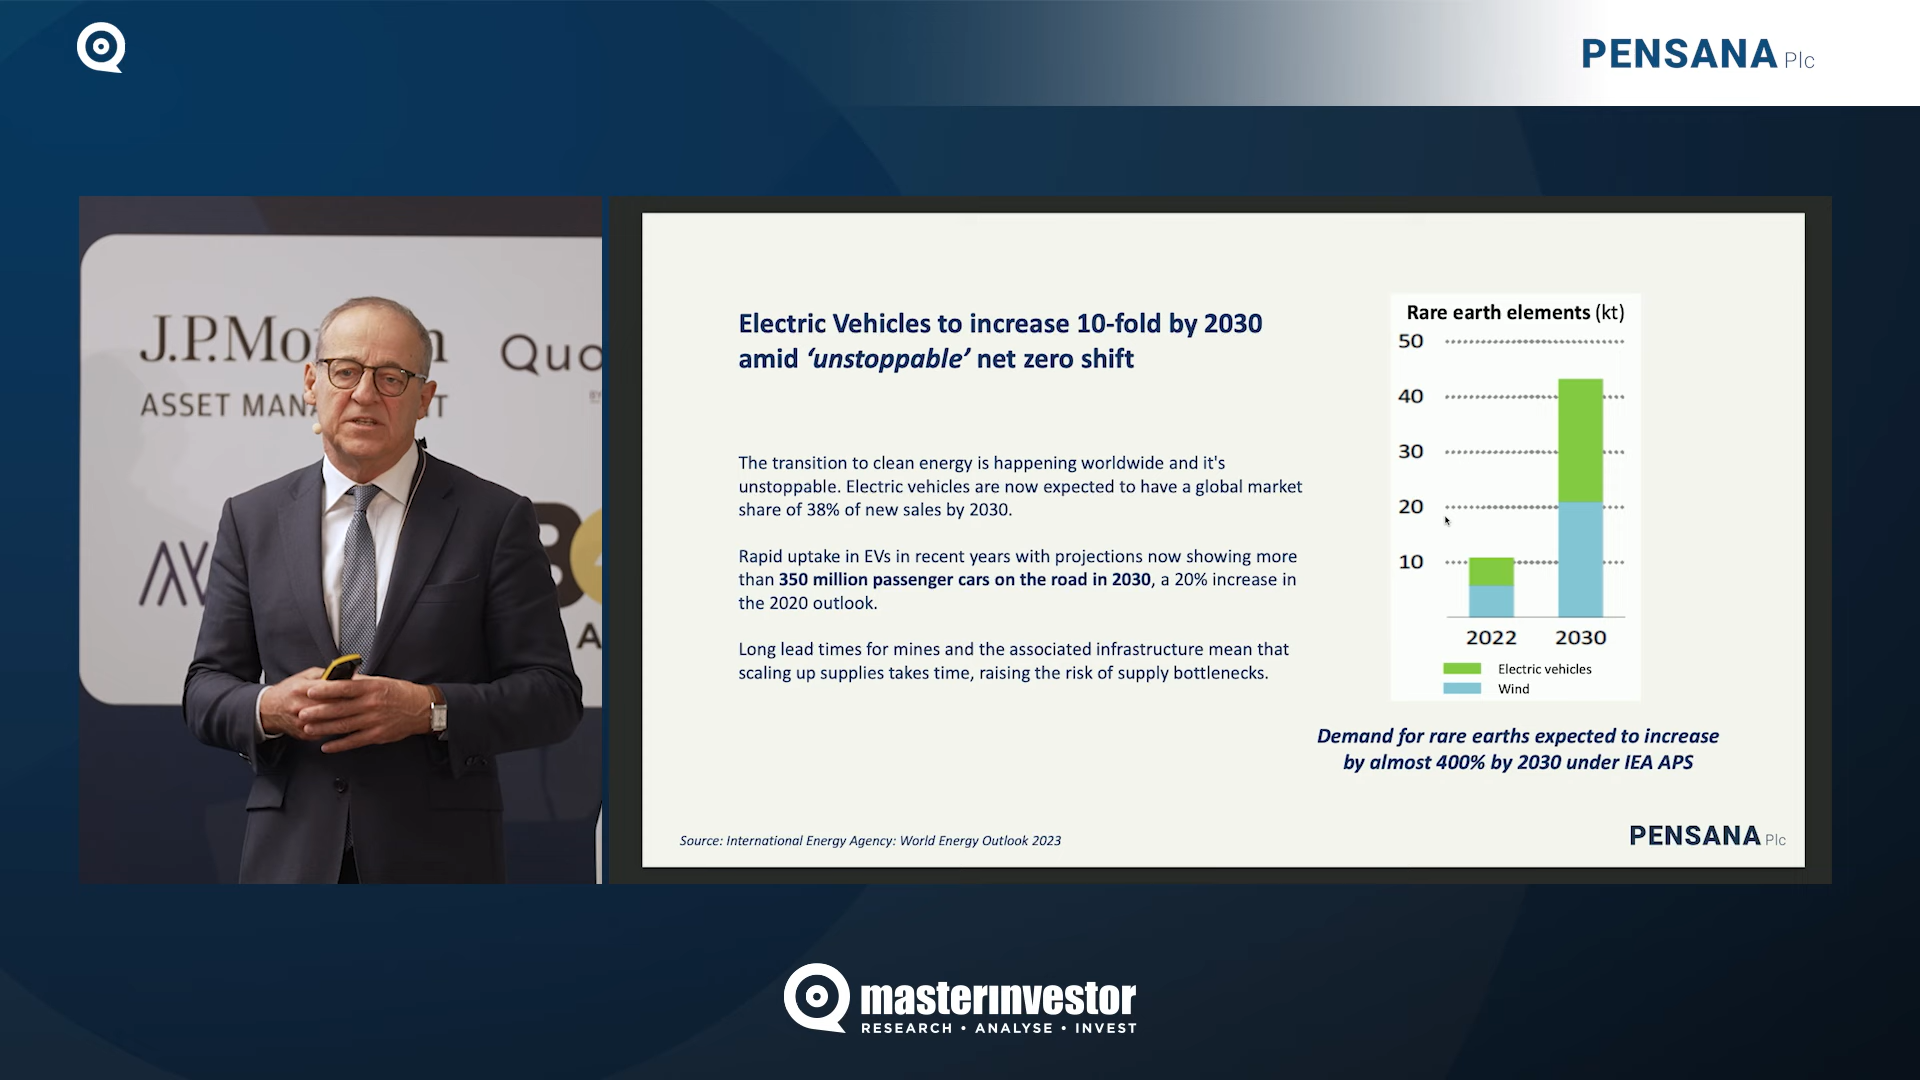 PENSANA Plc
J.P.Mo n
ASSET MAN T
Quo
Electric Vehicles to increase 10-fold by 2030
amid ‘unstoppable’ net zero shift
The transition to clean energy is happening worldwide and it's
unstoppable. Electric vehicles are now expected to have a global market
share of 38% of new sales by 2030.
Rapid uptake in EVs in recent years with projections now showing more
than 350 million passenger cars on the road in 2030, a 20% increase in
the 2020 outlook.
Long lead times for mines and the associated infrastructure mean that
scaling up supplies takes time, raising the risk of supply bottlenecks.
Rare earth elements (kt)
50
40
30
20
10
2022 2030
Electric vehicles
Wind
Demand for rare earths expected to increase
by almost 400% by 2030 under IEA APS
Source: International Energy Agency: World Energy Outlook 2023
PENSANA Plc
masterinvestor
RESEARCH • ANALYSE • INVEST